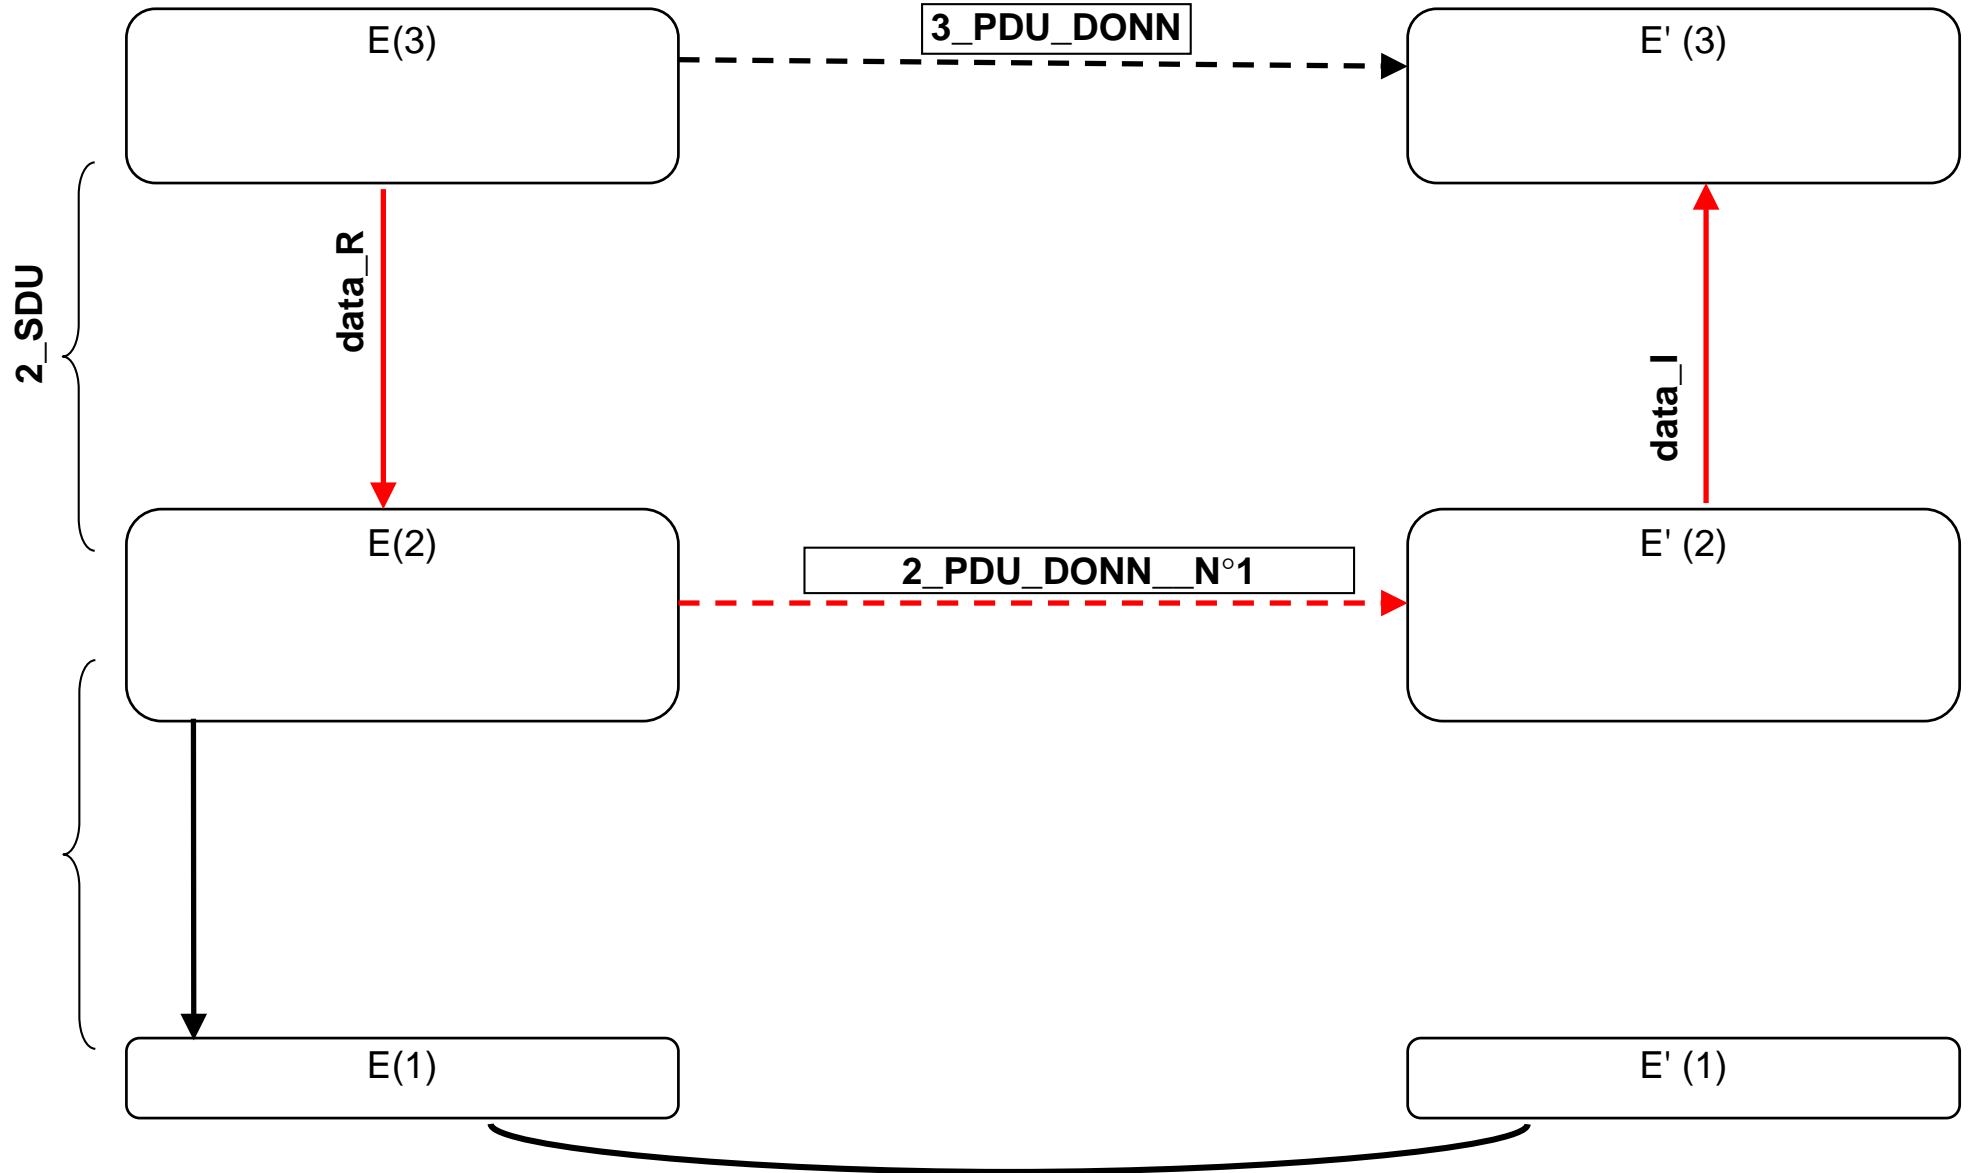 E(3)
3_PDU_DONN
E' (3)
2_SDU
data_R
data_I
E(2)
2_PDU_DONN__N°1
E' (2)
E(1)
E' (1)